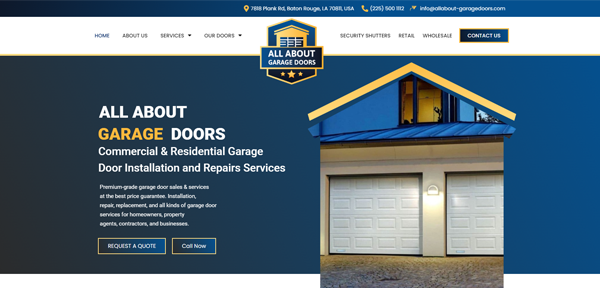 7818 Plank Rd, Baton Rouge, LA 70811, USA (225) 500 1112 info@allabout-garagedoors.com
HOME ABOUT US SERVICES OUR DOORS SECURITY SHUTTERS RETAIL WHOLESALE CONTACT US
ALL ABOUT
GARAGE DOORS
ALL ABOUT
GARAGE DOORS
Commercial & Residential Garage
Door Installation and Repairs Services
Premium-grade garage door sales & services
at the best price guarantee. Installation,
repair, replacement, and all kinds of garage door
services for homeowners, property
agents, contractors, and businesses.
REQUEST A QUOTE Call Now